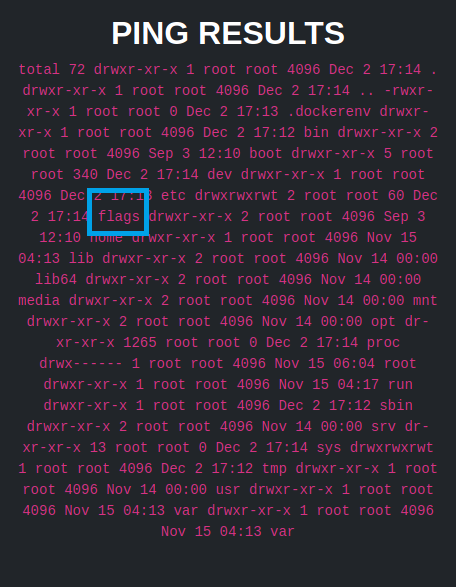 PING RESULTS
total 72 drwxr-xr-x 1 root root 4096 Dec 2 17:14 .
drwxr-xr-x 1 root root 4096 Dec 2 17:14 .. -rwxr-
xr-x 1 root root 0 Dec 2 17:13 .dockerenv drwxr-
xr-x 1 root root 4096 Dec 2 17:12 bin drwxr-xr-x 2
root root 4096 Sep 3 12:10 boot drwxr-xr-x 5 root
root 340 Dec 2 17:14 dev drwxr-xr-x 1 root root
4096 Dec 2 17:13 etc drwxrwxrwt 2 root root 60 Dec
2 17:14 flags drwxr-xr-x 2 root root 4096 Sep 3
12:10 home drwxr-xr-x 1 root root 4096 Nov 15
04:13 lib drwxr-xr-x 2 root root 4096 Nov 14 00:00
lib64 drwxr-xr-x 2 root root 4096 Nov 14 00:00
media drwxr-xr-x 2 root root 4096 Nov 14 00:00 mnt
drwxr-xr-x 2 root root 4096 Nov 14 00:00 opt dr-
xr-xr-x 1265 root root 0 Dec 2 17:14 proc
drwx------ 1 root root 4096 Nov 15 06:04 root
drwxr-xr-x 1 root root 4096 Nov 15 04:17 run
drwxr-xr-x 1 root root 4096 Dec 2 17:12 sbin
drwxr-xr-x 2 root root 4096 Nov 14 00:00 srv dr-
xr-xr-x 13 root root 0 Dec 2 17:14 sys drwxrwxrwt
1 root root 4096 Dec 2 17:12 tmp drwxr-xr-x 1 root
root 4096 Nov 14 00:00 usr drwxr-xr-x 1 root root
4096 Nov 15 04:13 var drwxr-xr-x 1 root root 4096
Nov 15 04:13 var